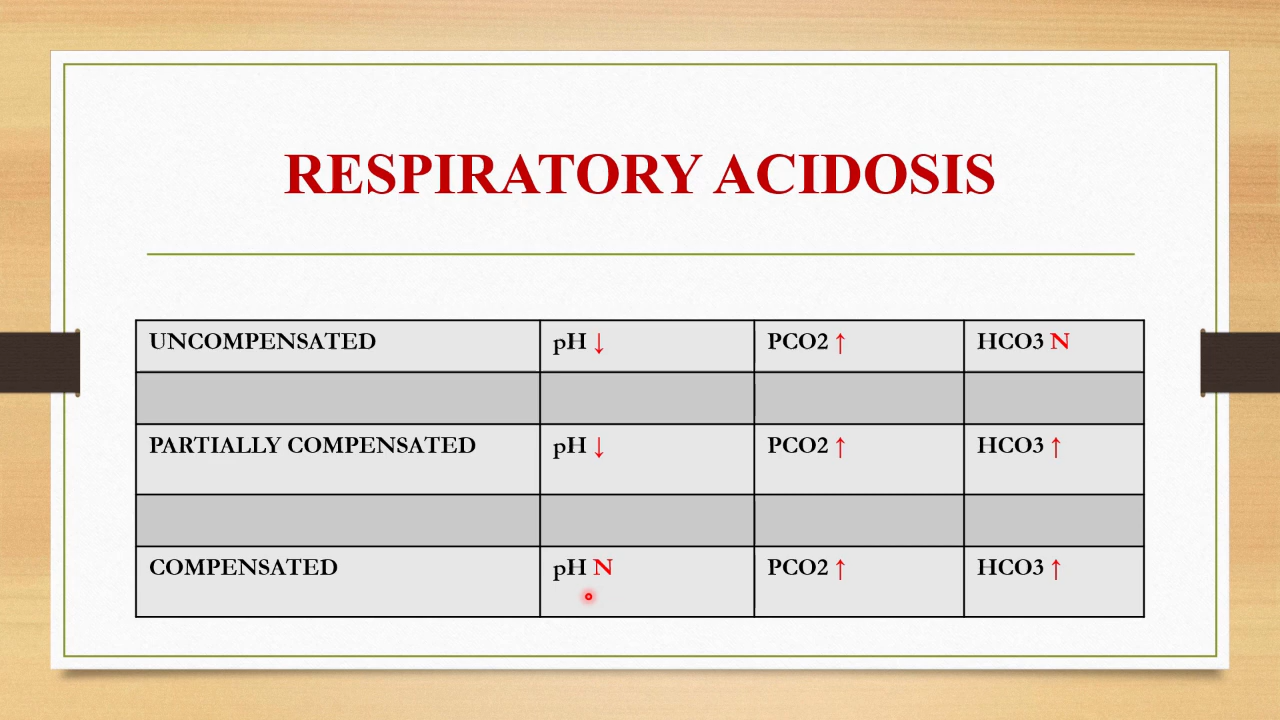 RESPIRATORY ACIDOSIS
UNCOMPENSATED pH ↓ PCO2 ↑ HCO3 N
PARTIALLY COMPENSATED pH ↓ PCO2 ↑ HCO3 ↑
COMPENSATED pH N PCO2 ↑ HCO3 ↑